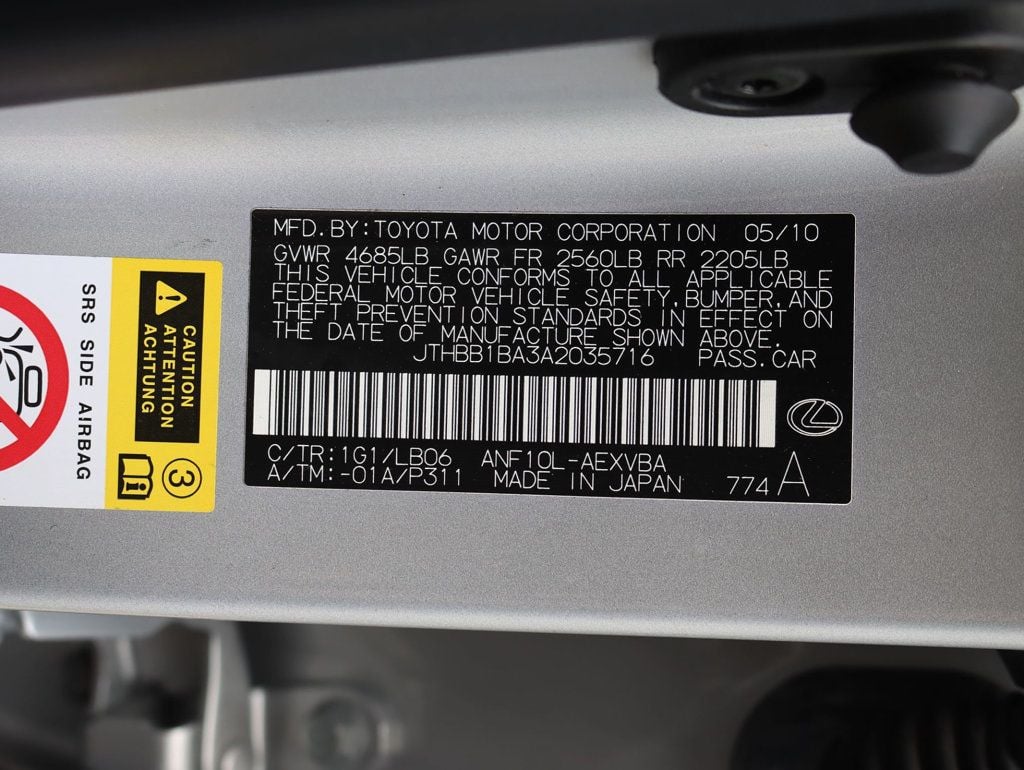 MFD. BY: TOYOTA MOTOR CORPORATION 05/10
GVWR 4685LB GAWR FR 2560LB RR 2205LB
THIS VEHICLE CONFORMS TO ALL APPLICABLE
FEDERAL MOTOR VEHICLE SAFETY, BUMPER, AND
THEFT PREVENTION STANDARDS IN EFFECT ON
THE DATE OF MANUFACTURE SHOWN ABOVE.
JTHBB1BA3A2035716 PASS.CAR
C/TR: 1G1/LB06 ANF10L-AEXVBA
A/TM: -01A/P311 MADE IN JAPAN 774 A
SRS SIDE AIRBAG
CAUTION
ATTENTION
ACHTUNG
3